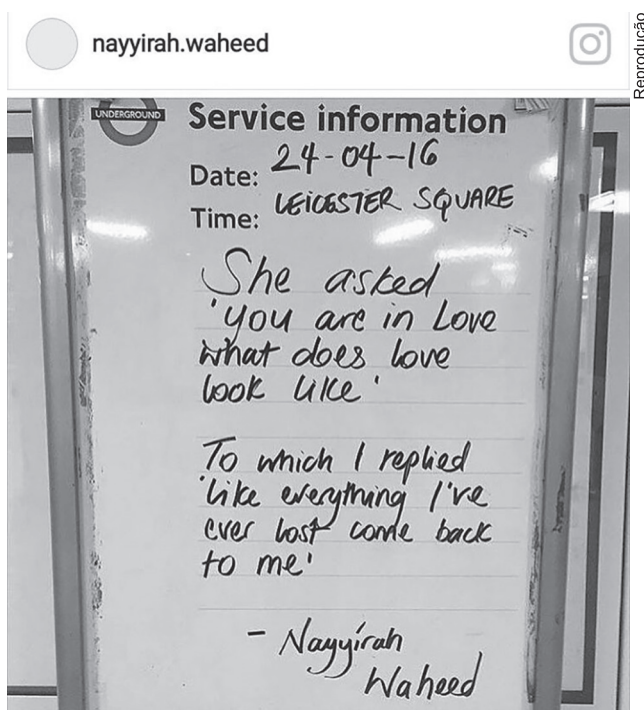 nayyirah.waheed
Reprodução
UNDERGROUND
Service information
Date: 24-04-16
Time: LEICESTER SQUARE
She asked
'you are in love
what does love
look like'
To which I replied
'like everything I've
ever lost come back
to me'
- Nayyirah
Waheed